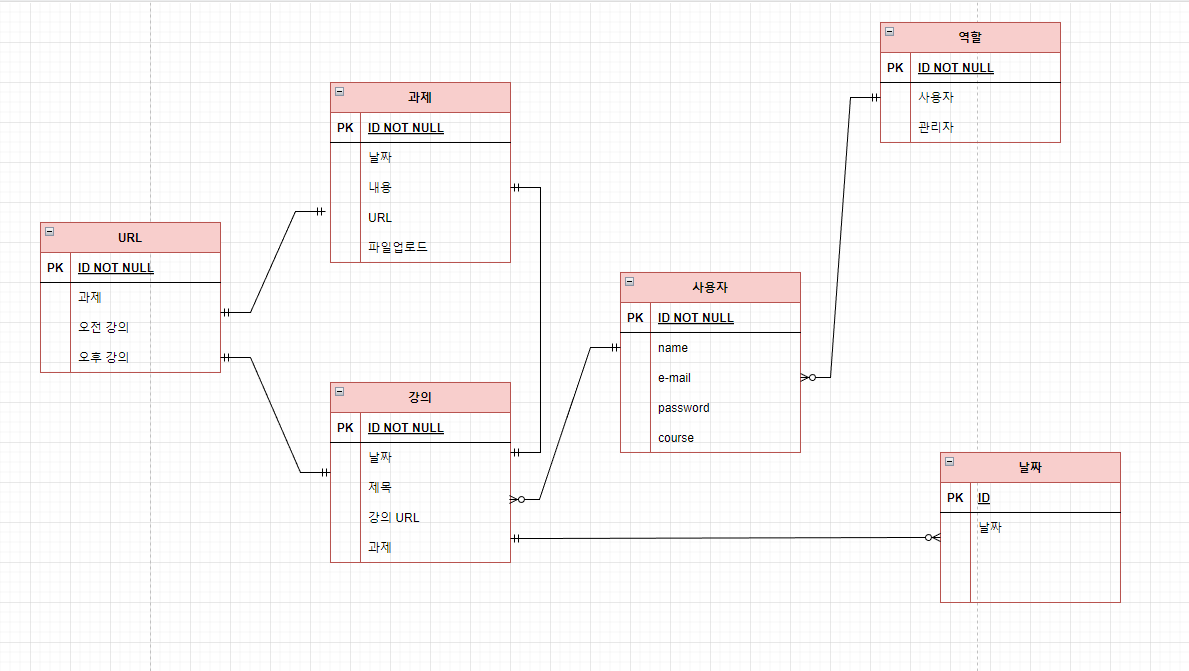 역할
PK ID NOT NULL
사용자
관리자
과제
PK ID NOT NULL
날짜
내용
URL
파일업로드
URL
PK ID NOT NULL
과제
오전 강의
오후 강의
사용자
PK ID NOT NULL
name
e-mail
password
course
강의
PK ID NOT NULL
날짜
제목
강의 URL
과제
날짜
PK ID
날짜